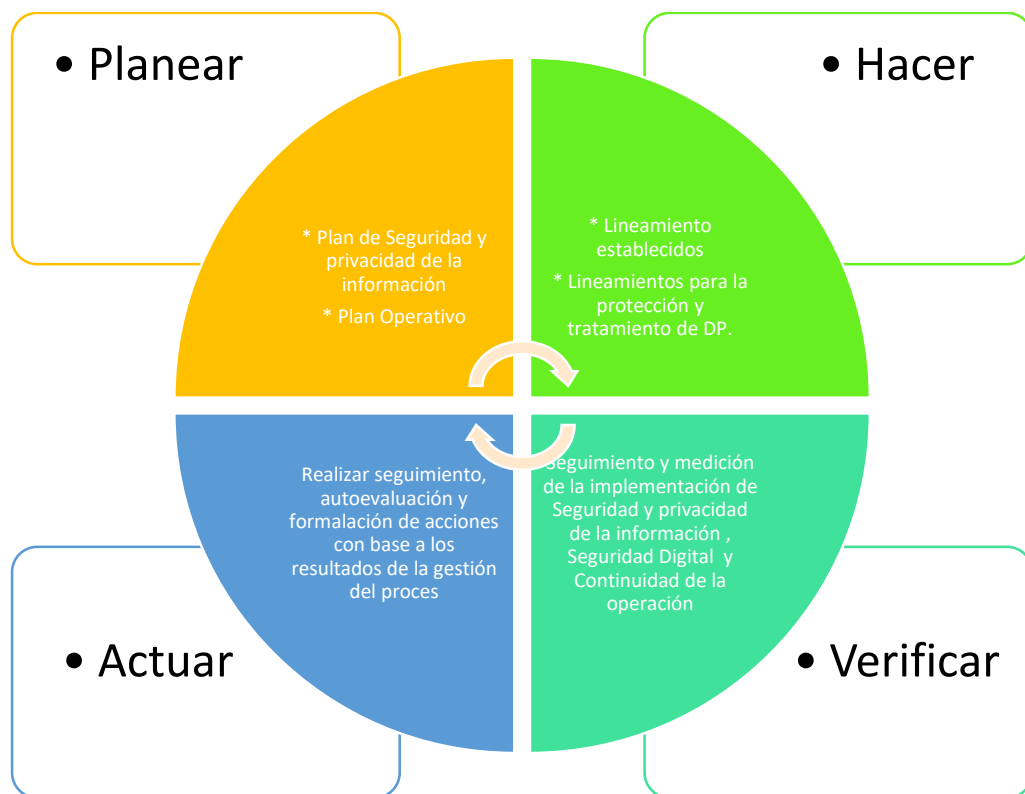 • Planear
• Hacer
* Plan de Seguridad y
privacidad de la
información
* Plan Operativo
* Lineamiento
establecidos
* Lineamientos para la
protección y
tratamiento de DP.
Realizar seguimiento,
autoevaluación y
formalación de acciones
con base a los
resultados de la gestión
del proces
Seguimiento y medición
de la implementación de
Seguridad y privacidad
de la información ,
Seguridad Digital y
Continuidad de la
operación
• Actuar
• Verificar